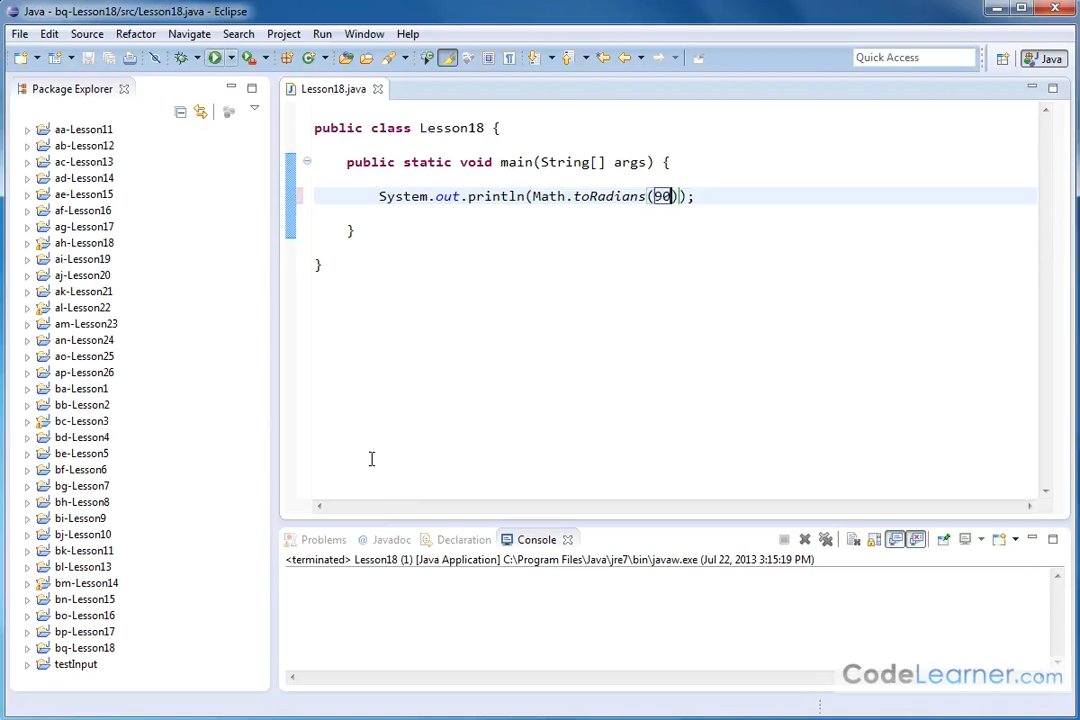 Java - bq-Lesson18/src/Lesson18.java - Eclipse
File Edit Source Refactor Navigate Search Project Run Window Help
Quick Access
Java
Package Explorer
Lesson18.java
aa-Lesson11
ab-Lesson12
ac-Lesson13
ad-Lesson14
ae-Lesson15
af-Lesson16
ag-Lesson17
ah-Lesson18
ai-Lesson19
aj-Lesson20
ak-Lesson21
al-Lesson22
am-Lesson23
an-Lesson24
ao-Lesson25
ap-Lesson26
ba-Lesson1
bb-Lesson2
bc-Lesson3
bd-Lesson4
be-Lesson5
bf-Lesson6
bg-Lesson7
bh-Lesson8
bi-Lesson9
bj-Lesson10
bk-Lesson11
bl-Lesson13
bm-Lesson14
bn-Lesson15
bo-Lesson16
bp-Lesson17
bq-Lesson18
testInput
public class Lesson18 {
public static void main(String[] args) {
System.out.println(Math.toRadians(90));
}
}
Problems @ Javadoc Declaration Console
<terminated> Lesson18 (1) [Java Application] C:\Program Files\Java\jre7\bin\javaw.exe (Jul 22, 2013 3:15:19 PM)
CodeLearner.com